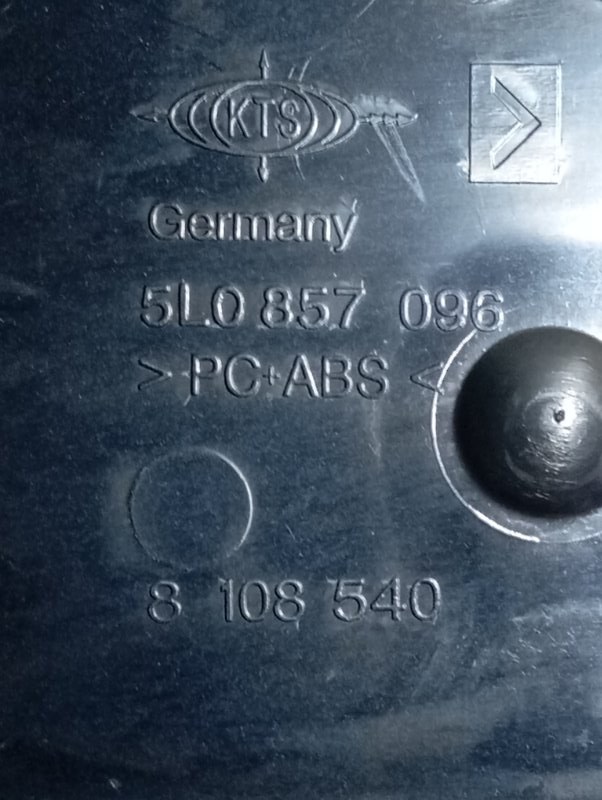 KTS
Germany
5L0 857 096
> PC+ABS <
8 108 540